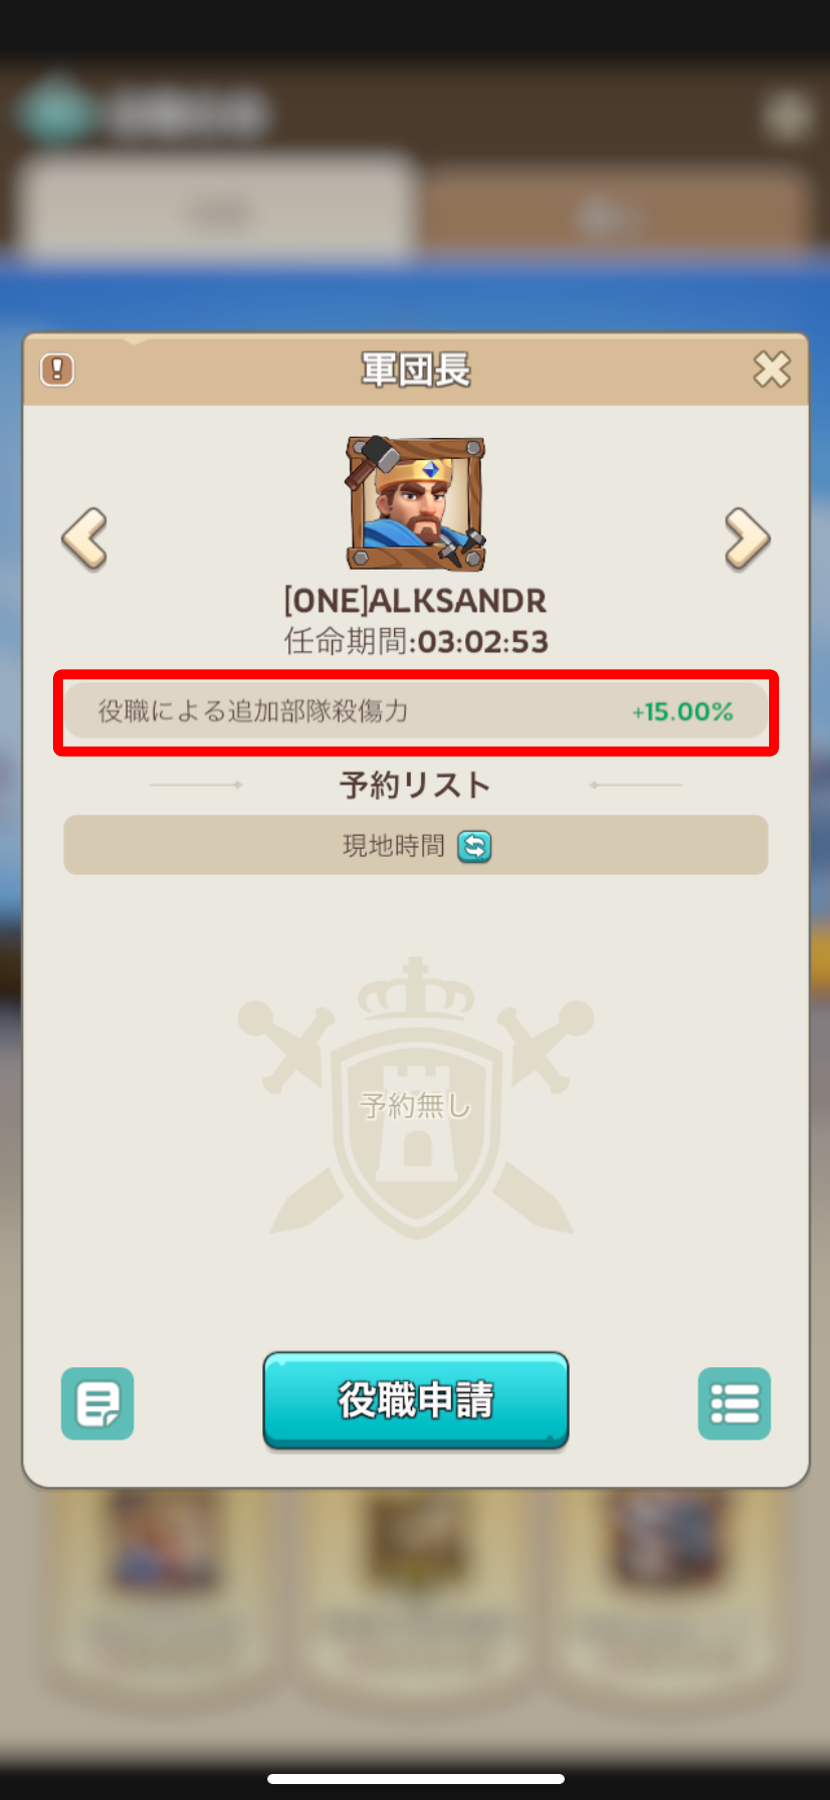 軍団長
[ONE]ALKSANDR
任命期間:03:02:53
役職による追加部隊殺傷力 +15.00%
予約リスト
現地時間
予約無し
役職申請